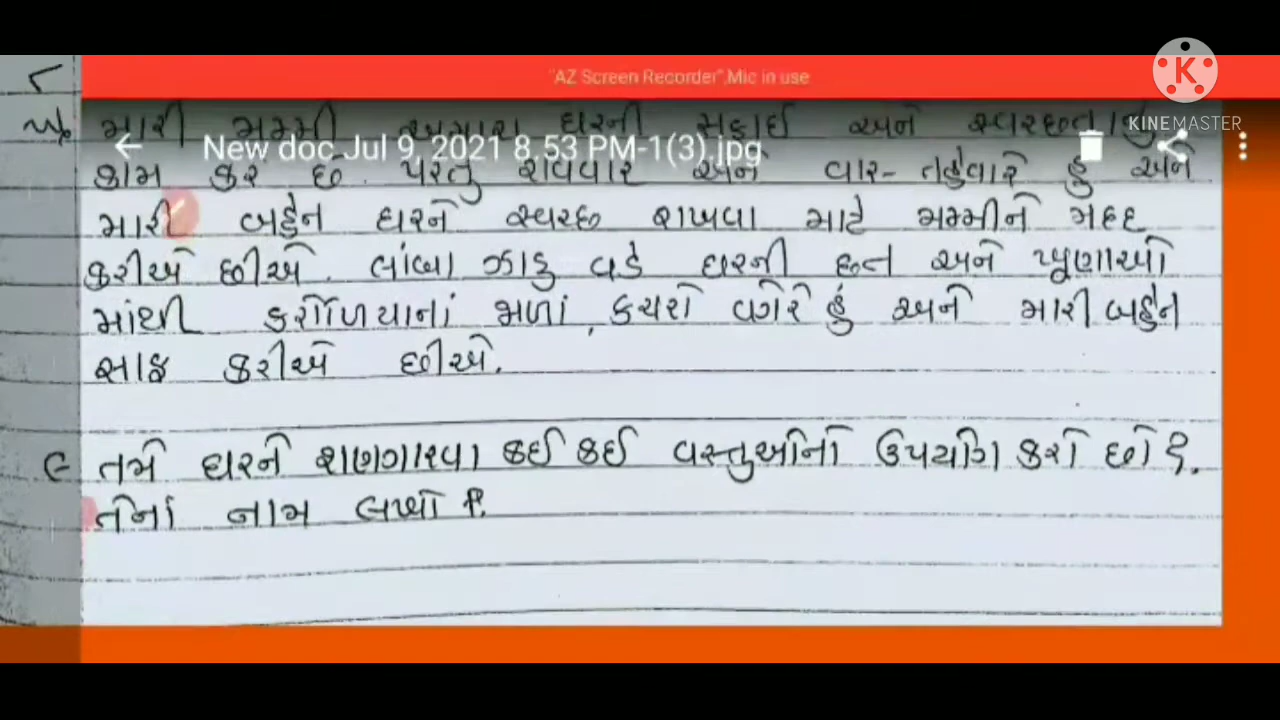 "AZ Screen Recorder".Mic in use
KINEMASTER
New doc Jul 9, 2021 8.53 PM-1(3).jpg
૮
જ. મારી મમ્મી અમારા ઘરની સફાઈ અને સ્વચ્છતાનું
કામ કરે છે. પરંતુ રવિવાર અને વાર-તહેવારે હું અને
મારી બહેન ઘરને સ્વચ્છ રાખવા માટે મમ્મીને મદદ
કરીએ છીએ. લાંબા ઝાડુ વડે ઘરની છત અને ખૂણાઓ
માંથી કરોળિયાનાં જાળાં, કચરો વગેરે હું અને મારી બહેન
સાફ કરીએ છીએ.
૯ તમે ઘરને શણગારવા કઈ કઈ વસ્તુઓનો ઉપયોગ કરો છો ?
તેનાં નામ લખો ?